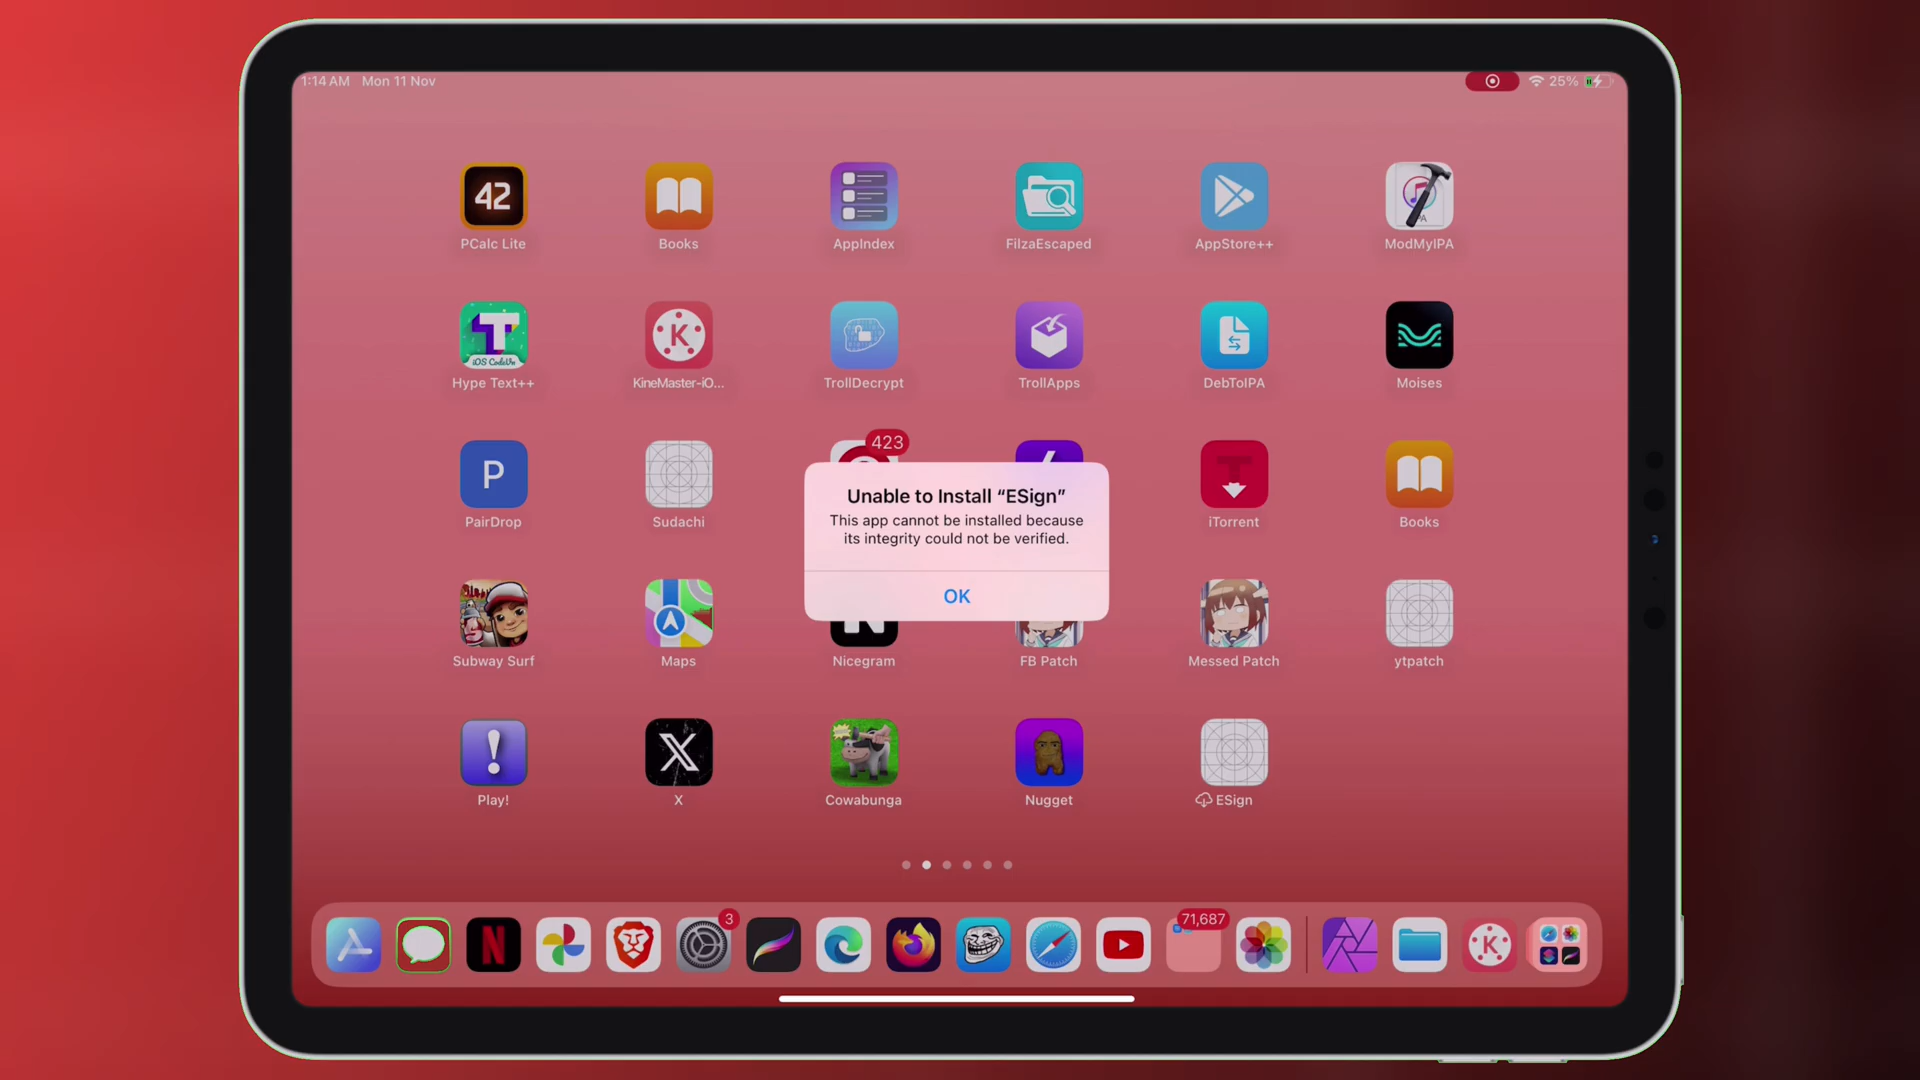 1:14 AM Mon 11 Nov
25%
42
PCalc Lite
Books
AppIndex
FilzaEscaped
AppStore++
ModMyIPA
T
iOS CodeVn
Hype Text++
K
KineMaster-iO...
TrollDecrypt
TrollApps
DebToIPA
Moises
423
P
PairDrop
Sudachi
iTorrent
Books
Unable to Install “ESign”
This app cannot be installed because
its integrity could not be verified.
OK
Subway Surf
Maps
Nicegram
FB Patch
Messed Patch
ytpatch
Play!
X
Cowabunga
Nugget
ESign
3
71,687
N
K